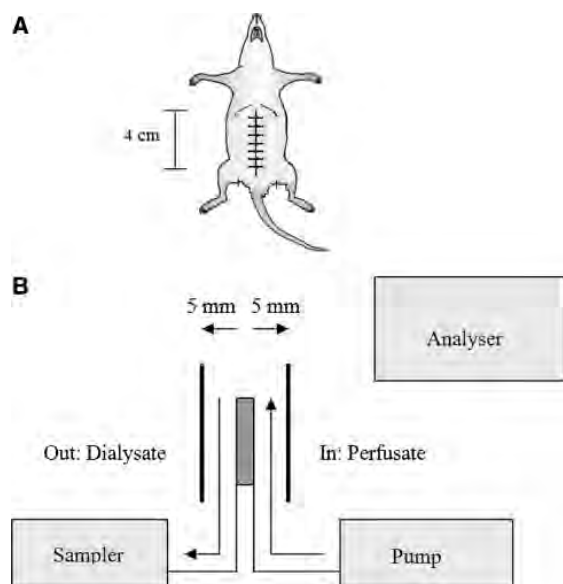 A
4 cm
B
5 mm 5 mm
Analyser
Out: Dialysate In: Perfusate
Sampler Pump